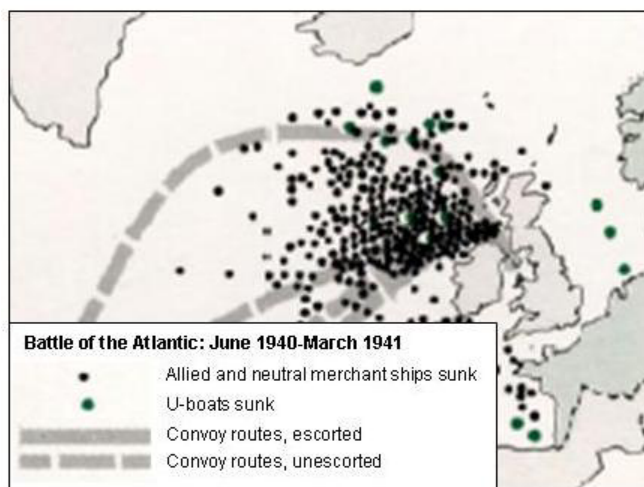 Battle of the Atlantic: June 1940-March 1941
Allied and neutral merchant ships sunk
U-boats sunk
Convoy routes, escorted
Convoy routes, unescorted